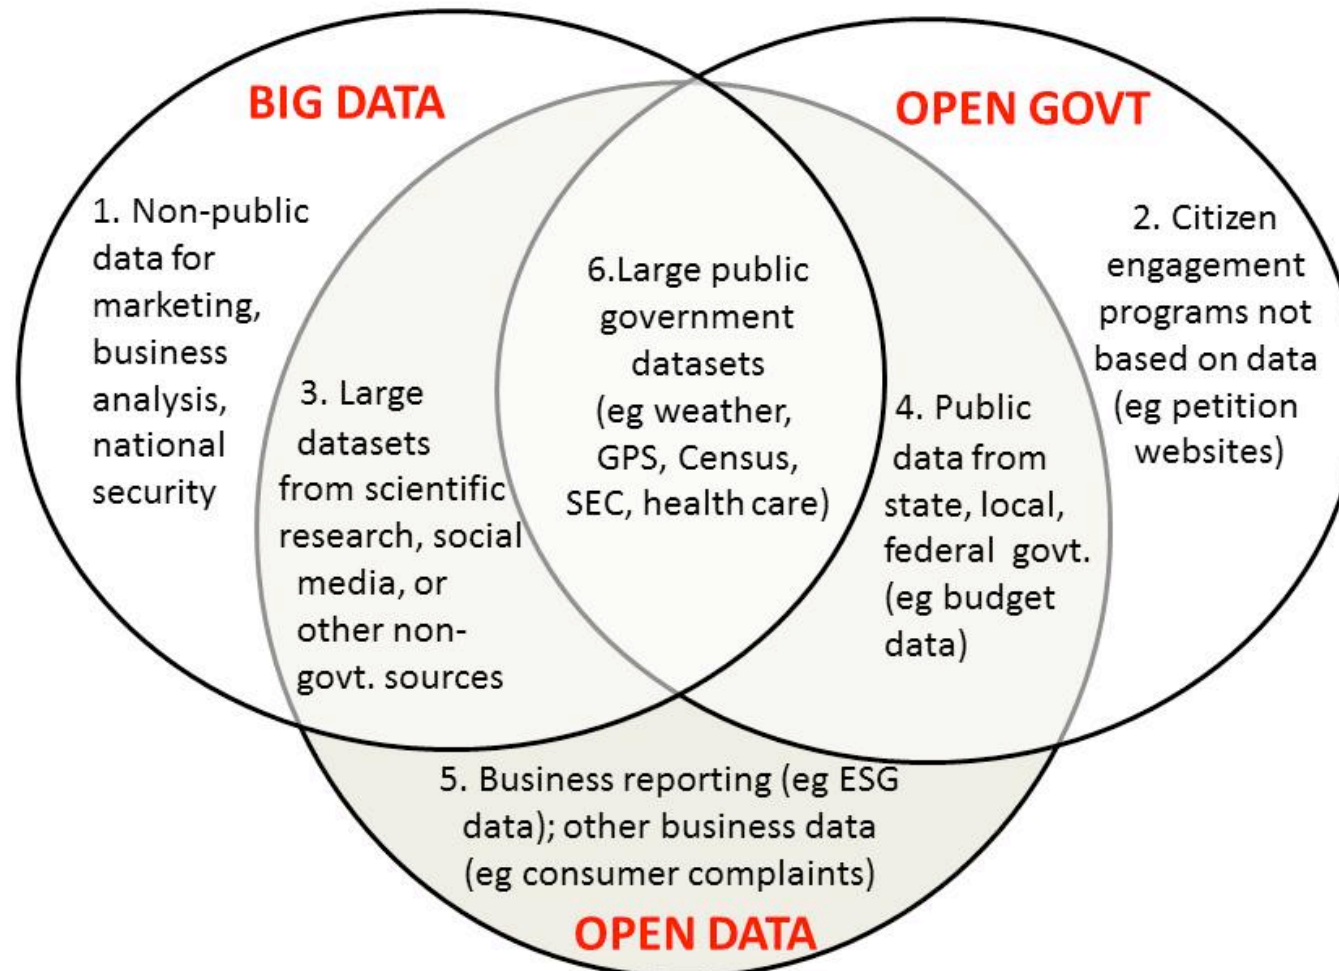 BIG DATA
OPEN GOVT
1. Non-public
data for
marketing,
business
analysis,
national
security
2. Citizen
engagement
programs not
based on data
(eg petition
websites)
6.Large public
government
datasets
(eg weather,
GPS, Census,
SEC, health care)
3. Large
datasets
from scientific
research, social
media, or
other non-
govt. sources
4. Public
data from
state, local,
federal govt.
(eg budget
data)
5. Business reporting (eg ESG
data); other business data
(eg consumer complaints)
OPEN DATA